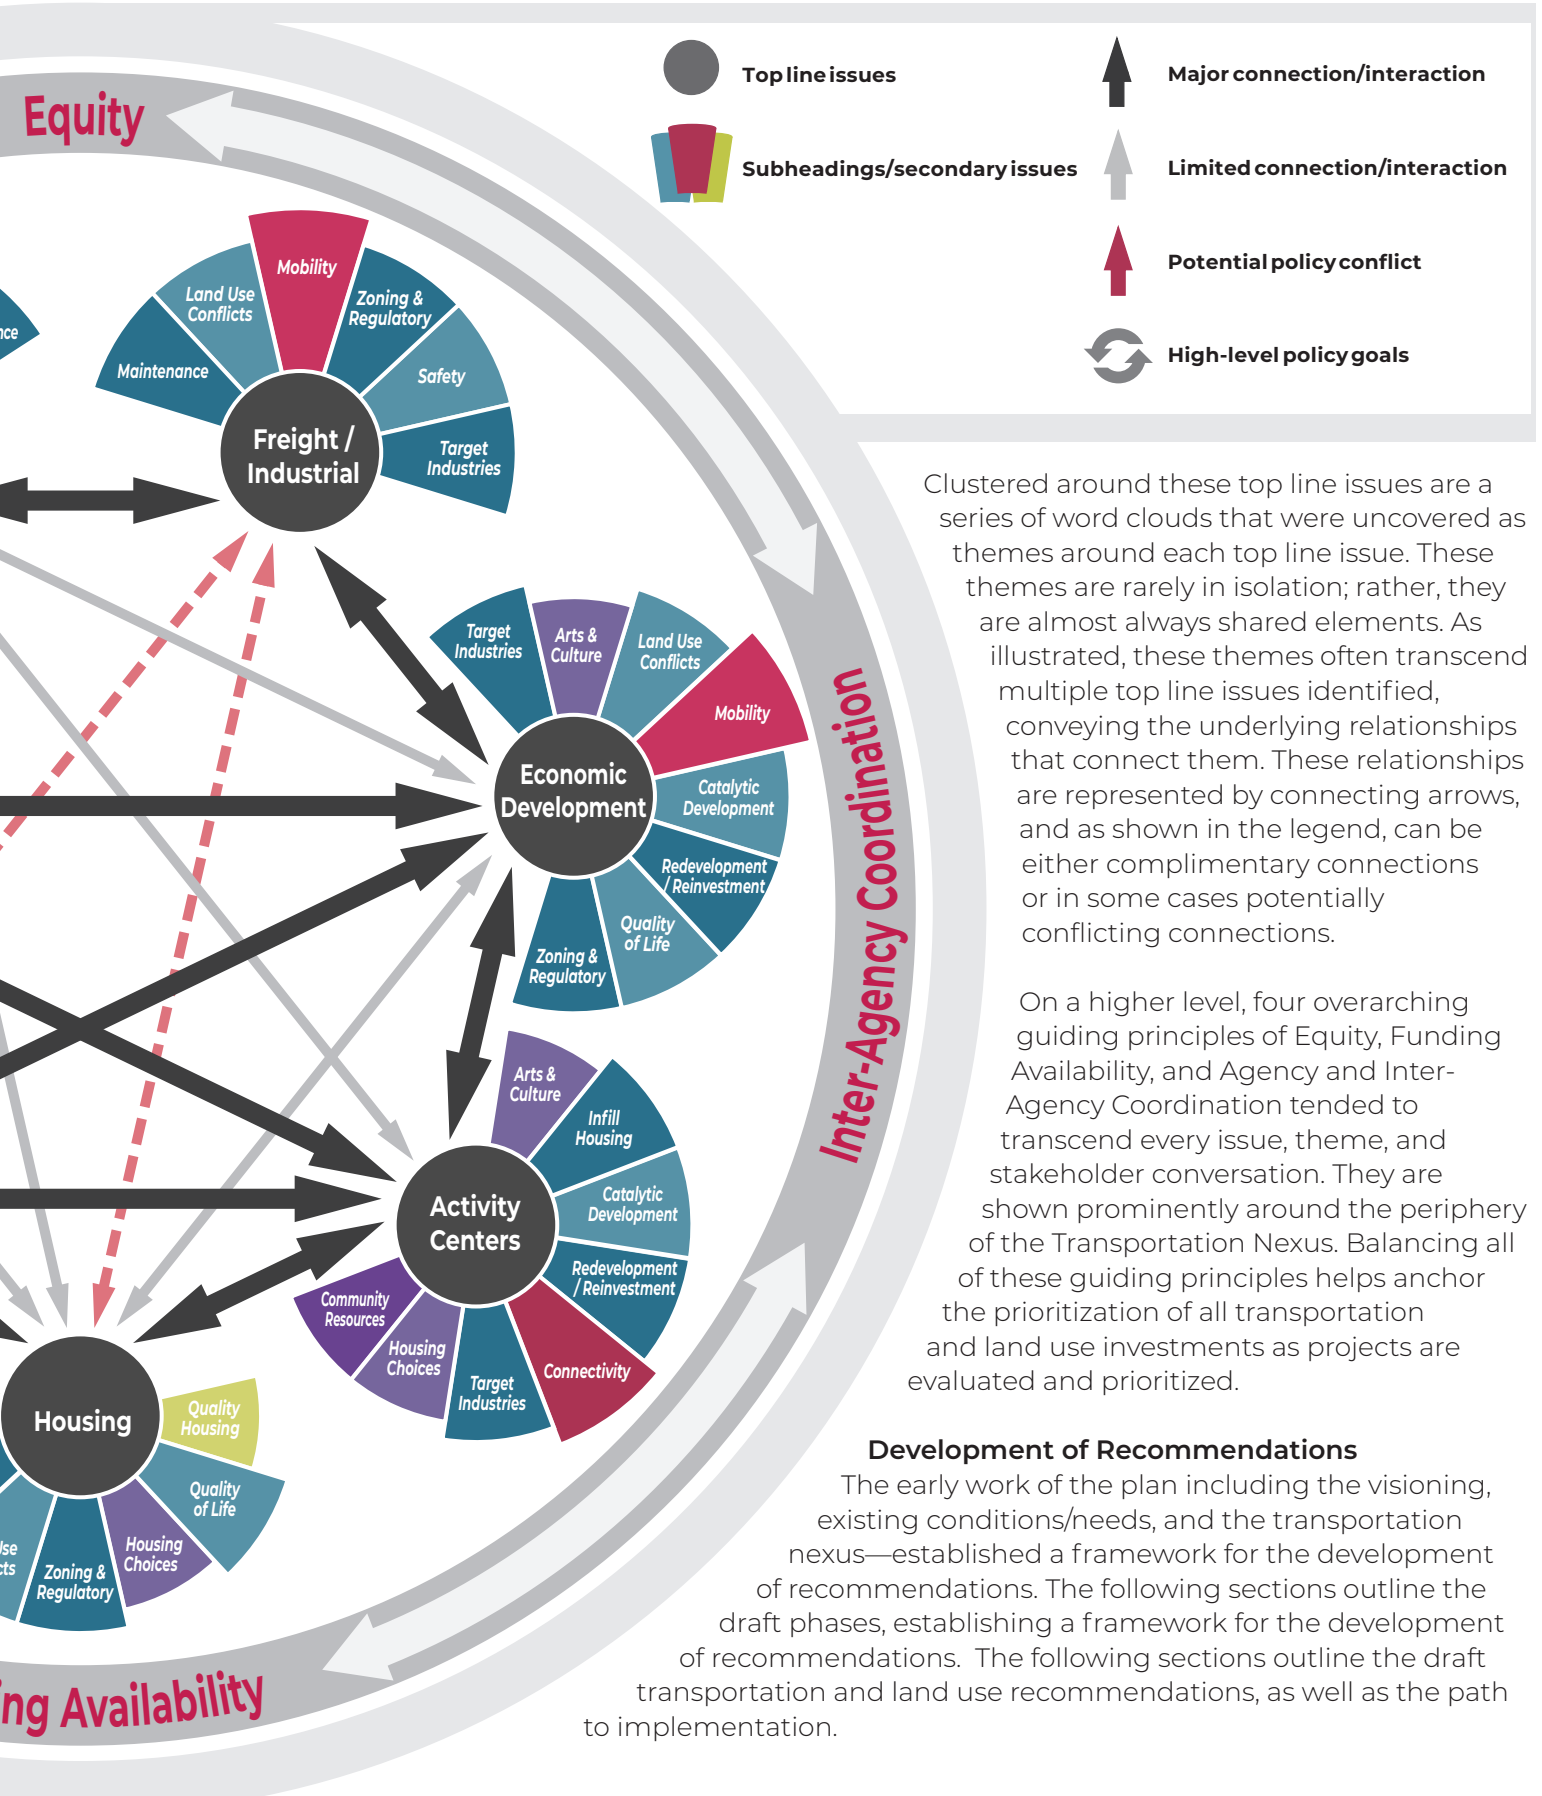 Equity
Top line issues
Subheadings/secondary issues
Major connection/interaction
Limited connection/interaction
Potential policy conflict
High-level policy goals
Mobility
Land Use
Conflicts
Zoning &
Regulatory
Maintenance
Safety
Target
Industries
Freight /
Industrial
Target
Industries
Arts &
Culture
Land Use
Conflicts
Mobility
Catalytic
Development
Redevelopment
/ Reinvestment
Quality
of Life
Zoning &
Regulatory
Economic
Development
Inter-Agency Coordination
Arts &
Culture
Infill
Housing
Catalytic
Development
Redevelopment
/ Reinvestment
Connectivity
Target
Industries
Housing
Choices
Community
Resources
Activity
Centers
Housing
Quality
Housing
Quality
of Life
Housing
Choices
Zoning &
Regulatory
Availability
Clustered around these top line issues are a
series of word clouds that were uncovered as
themes around each top line issue. These
themes are rarely in isolation; rather, they
are almost always shared elements. As
illustrated, these themes often transcend
multiple top line issues identified,
conveying the underlying relationships
that connect them. These relationships
are represented by connecting arrows,
and as shown in the legend, can be
either complimentary connections
or in some cases potentially
conflicting connections.
On a higher level, four overarching
guiding principles of Equity, Funding
Availability, and Agency and Inter-
Agency Coordination tended to
transcend every issue, theme, and
stakeholder conversation. They are
shown prominently around the periphery
of the Transportation Nexus. Balancing all
of these guiding principles helps anchor
the prioritization of all transportation
and land use investments as projects are
evaluated and prioritized.
Development of Recommendations
The early work of the plan including the visioning,
existing conditions/needs, and the transportation
nexus—established a framework for the development
of recommendations. The following sections outline the
draft phases, establishing a framework for the development
of recommendations.  The following sections outline the draft
transportation and land use recommendations, as well as the path
to implementation.